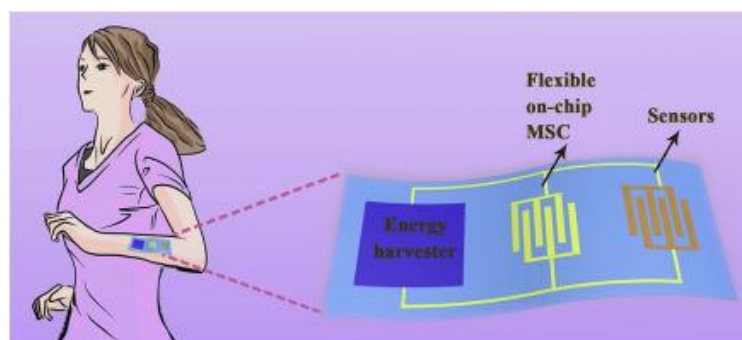 Flexible
on-chip
MSC
Sensors
Energy
harvester